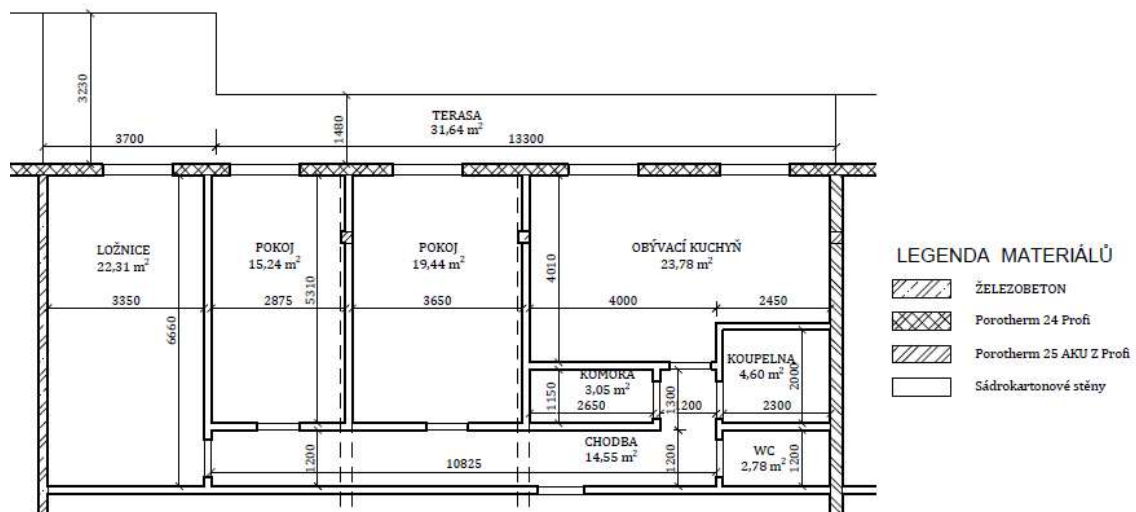 3230
TERASA
31,64 m²
1480
3700
13300
LOŽNICE
22,31 m²
POKOJ
15,24 m²
POKOJ
19,44 m²
OBÝVACÍ KUCHYŇ
23,78 m²
4010
5310
3350
2875
3650
4000
2450
6660
KOMORA
3,05 m²
2650
1150
1300
1200
KOUPELNA
4,60 m²
2000
2300
CHODBA
14,55 m²
WC
2,78 m²
1200
10825
1200
1200
LEGENDA MATERIÁLŮ
ŽELEZOBETON
Porotherm 24 Profi
Porotherm 25 AKU Z Profi
Sádrokartonové stěny